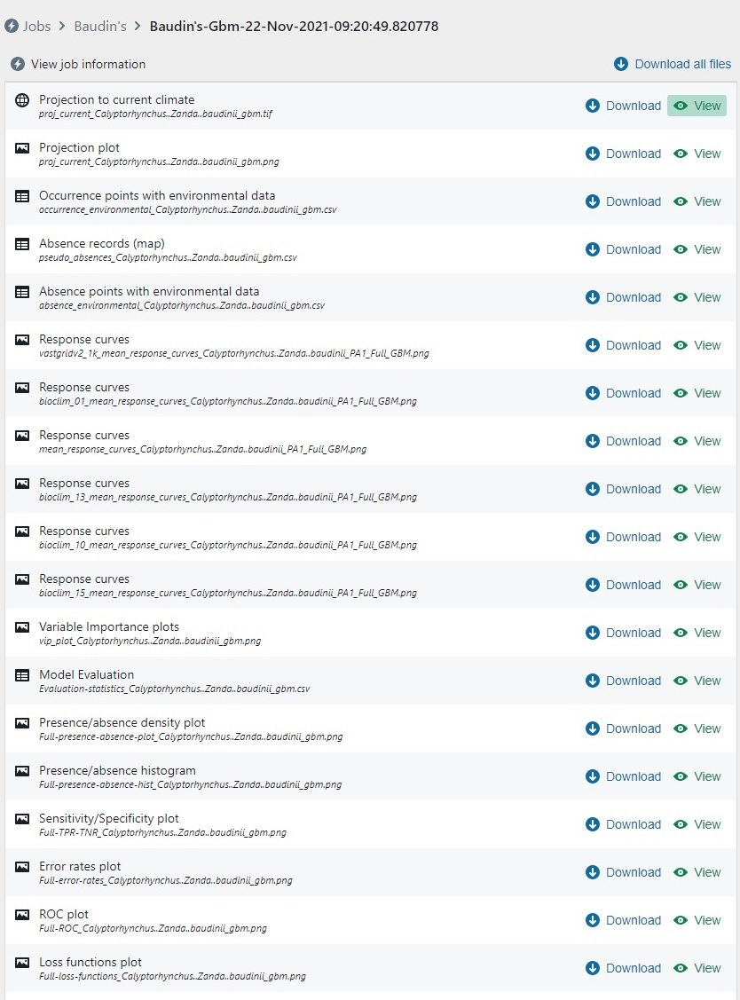 Jobs > Baudin's > Baudin's-Gbm-22-Nov-2021-09:20:49.820778
View job information Download all files
Projection to current climate
proj_current_Calyptorhynchus..Zanda..baudinii_gbm.tif
Download View
Projection plot
proj_current_Calyptorhynchus..Zanda..baudinii_gbm.png
Download View
Occurrence points with environmental data
occurrence_environmental_Calyptorhynchus..Zanda..baudinii_gbm.csv
Download View
Absence records (map)
pseudo_absences_Calyptorhynchus..Zanda..baudinii_gbm.csv
Download View
Absence points with environmental data
absence_environmental_Calyptorhynchus..Zanda..baudinii_gbm.csv
Download View
Response curves
vastgridv2_1k_mean_response_curves_Calyptorhynchus..Zanda..baudinii_PA1_Full_GBM.png
Download View
Response curves
bioclim_01_mean_response_curves_Calyptorhynchus..Zanda..baudinii_PA1_Full_GBM.png
Download View
Response curves
mean_response_curves_Calyptorhynchus..Zanda..baudinii_PA1_Full_GBM.png
Download View
Response curves
bioclim_13_mean_response_curves_Calyptorhynchus..Zanda..baudinii_PA1_Full_GBM.png
Download View
Response curves
bioclim_10_mean_response_curves_Calyptorhynchus..Zanda..baudinii_PA1_Full_GBM.png
Download View
Response curves
bioclim_15_mean_response_curves_Calyptorhynchus..Zanda..baudinii_PA1_Full_GBM.png
Download View
Variable Importance plots
vip_plot_Calyptorhynchus..Zanda..baudinii_gbm.png
Download View
Model Evaluation
Evaluation-statistics_Calyptorhynchus..Zanda..baudinii_gbm.csv
Download View
Presence/absence density plot
Full-presence-absence-plot_Calyptorhynchus..Zanda..baudinii_gbm.png
Download View
Presence/absence histogram
Full-presence-absence-hist_Calyptorhynchus..Zanda..baudinii_gbm.png
Download View
Sensitivity/Specificity plot
Full-TPR-TNR_Calyptorhynchus..Zanda..baudinii_gbm.png
Download View
Error rates plot
Full-error-rates_Calyptorhynchus..Zanda..baudinii_gbm.png
Download View
ROC plot
Full-ROC_Calyptorhynchus..Zanda..baudinii_gbm.png
Download View
Loss functions plot
Full-loss-functions_Calyptorhynchus..Zanda..baudinii_gbm.png
Download View